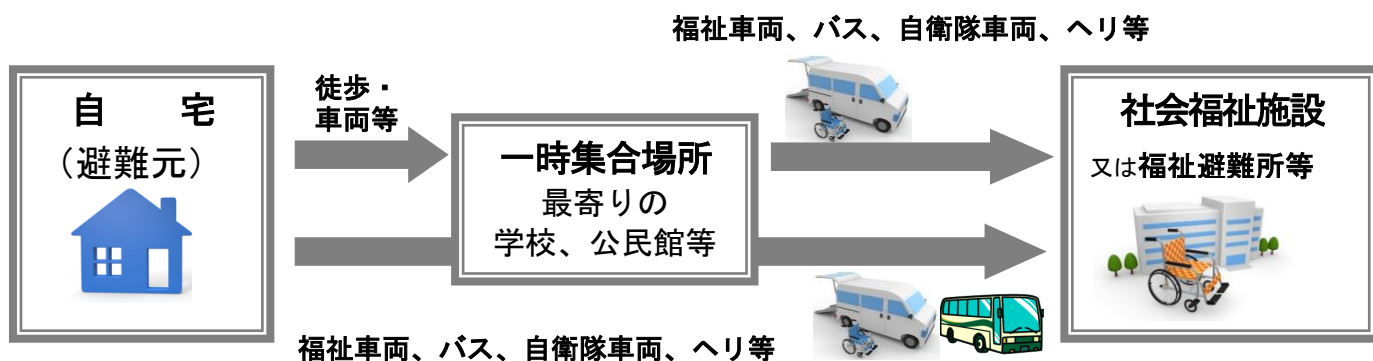 福祉車両、バス、自衛隊車両、ヘリ等
自　　宅
（避難元）
徒歩・
車両等
一時集合場所
最寄りの
学校、公民館等
社会福祉施設
又は福祉避難所等
福祉車両、バス、自衛隊車両、ヘリ等